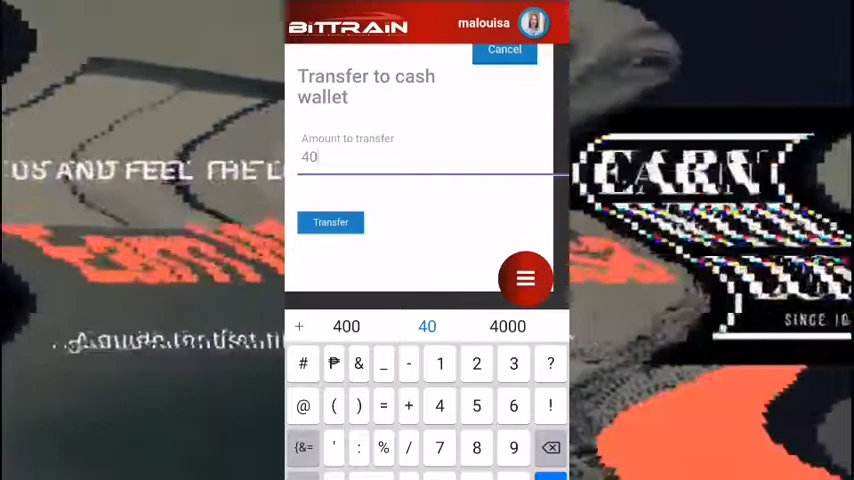 BITTRAIN
malouisa
Cancel
Transfer to cash
wallet
Amount to transfer
40
Transfer
+ 400 40 4000
# ₱ & _ - 1 2 3 ?
@ ( ) = + 4 5 6 !
{&= ' : % / 7 8 9
US AND FEEL THE
EARN
SINCE